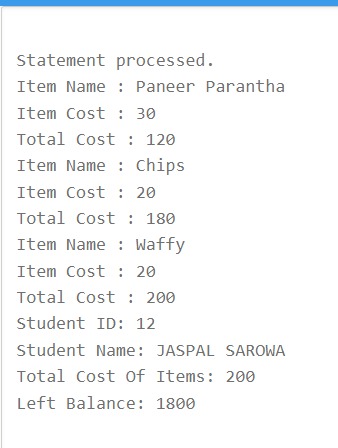 Statement processed.
Item Name : Paneer Parantha
Item Cost : 30
Total Cost : 120
Item Name : Chips
Item Cost : 20
Total Cost : 180
Item Name : Waffy
Item Cost : 20
Total Cost : 200
Student ID: 12
Student Name: JASPAL SAROWA
Total Cost Of Items: 200
Left Balance: 1800